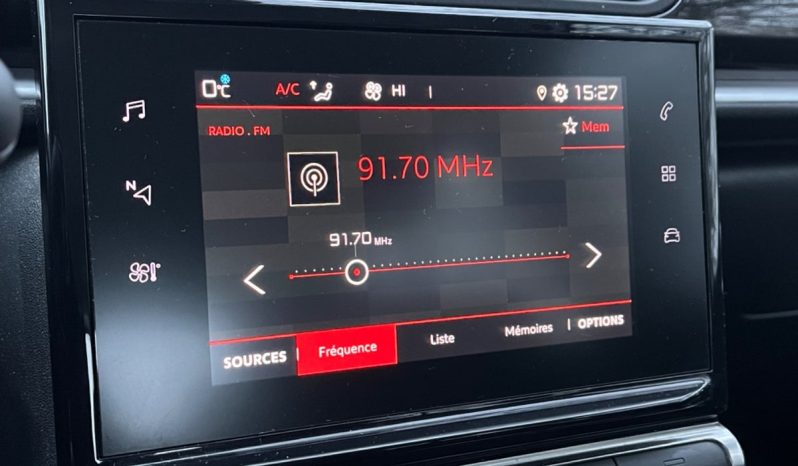 0°C A/C HI | 15:27
RADIO . FM Mem
91.70 MHz
91.70 MHz
N
SOURCES | Fréquence Liste Mémoires | OPTIONS